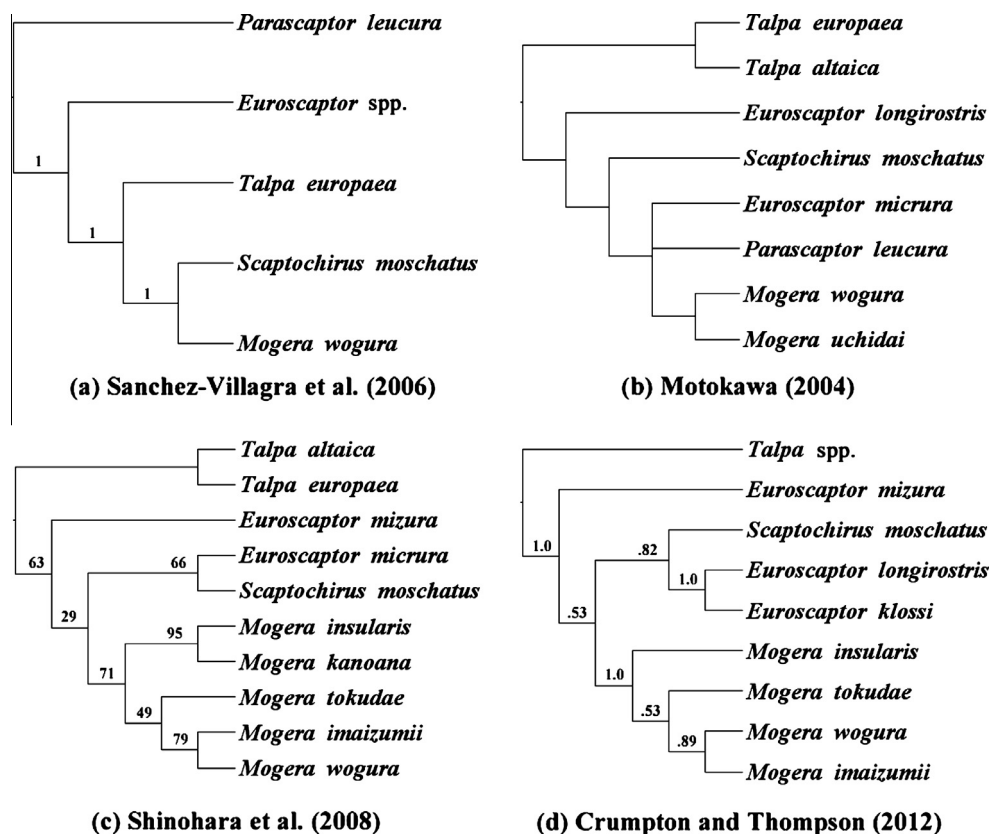 Parascaptor leucura
Euroscaptor spp.
1
Talpa europaea
1
Scaptochirus moschatus
1
Mogera wogura
(a) Sanchez-Villagra et al. (2006)
Talpa europaea
Talpa altaica
Euroscaptor longirostris
Scaptochirus moschatus
Euroscaptor micrura
Parascaptor leucura
Mogera wogura
Mogera uchidai
(b) Motokawa (2004)
Talpa altaica
Talpa europaea
Euroscaptor mizura
63
Euroscaptor micrura
66
Scaptochirus moschatus
29
Mogera insularis
95
Mogera kanoana
71
Mogera tokudae
49
Mogera imaizumii
79
Mogera wogura
(c) Shinohara et al. (2008)
Talpa spp.
Euroscaptor mizura
1.0
Scaptochirus moschatus
.82
Euroscaptor longirostris
1.0
Euroscaptor klossi
.53
Mogera insularis
1.0
Mogera tokudae
.53
Mogera wogura
.89
Mogera imaizumii
(d) Crumpton and Thompson (2012)